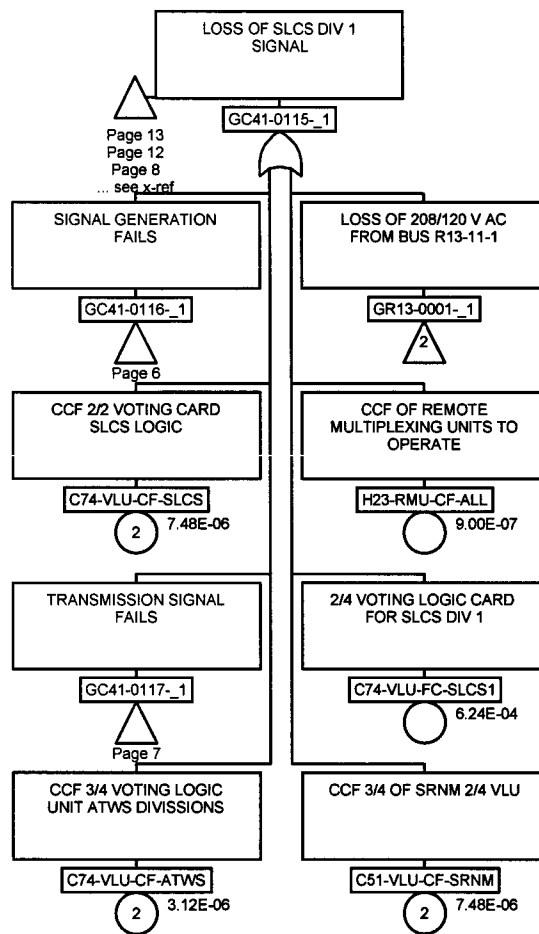 LOSS OF SLCS DIV 1
SIGNAL
GC41-0115-_1
Page 13
Page 12
Page 8
... see x-ref
SIGNAL GENERATION
FAILS
GC41-0116-_1
Page 6
LOSS OF 208/120 V AC
FROM BUS R13-11-1
GR13-0001-_1
2
CCF 2/2 VOTING CARD
SLCS LOGIC
C74-VLU-CF-SLCS
2
7.48E-06
CCF OF REMOTE
MULTIPLEXING UNITS TO
OPERATE
H23-RMU-CF-ALL
9.00E-07
TRANSMISSION SIGNAL
FAILS
GC41-0117-_1
Page 7
2/4 VOTING LOGIC CARD
FOR SLCS DIV 1
C74-VLU-FC-SLCS1
6.24E-04
CCF 3/4 VOTING LOGIC
UNIT ATWS DIVISSIONS
C74-VLU-CF-ATWS
2
3.12E-06
CCF 3/4 OF SRNM 2/4 VLU
C51-VLU-CF-SRNM
2
7.48E-06